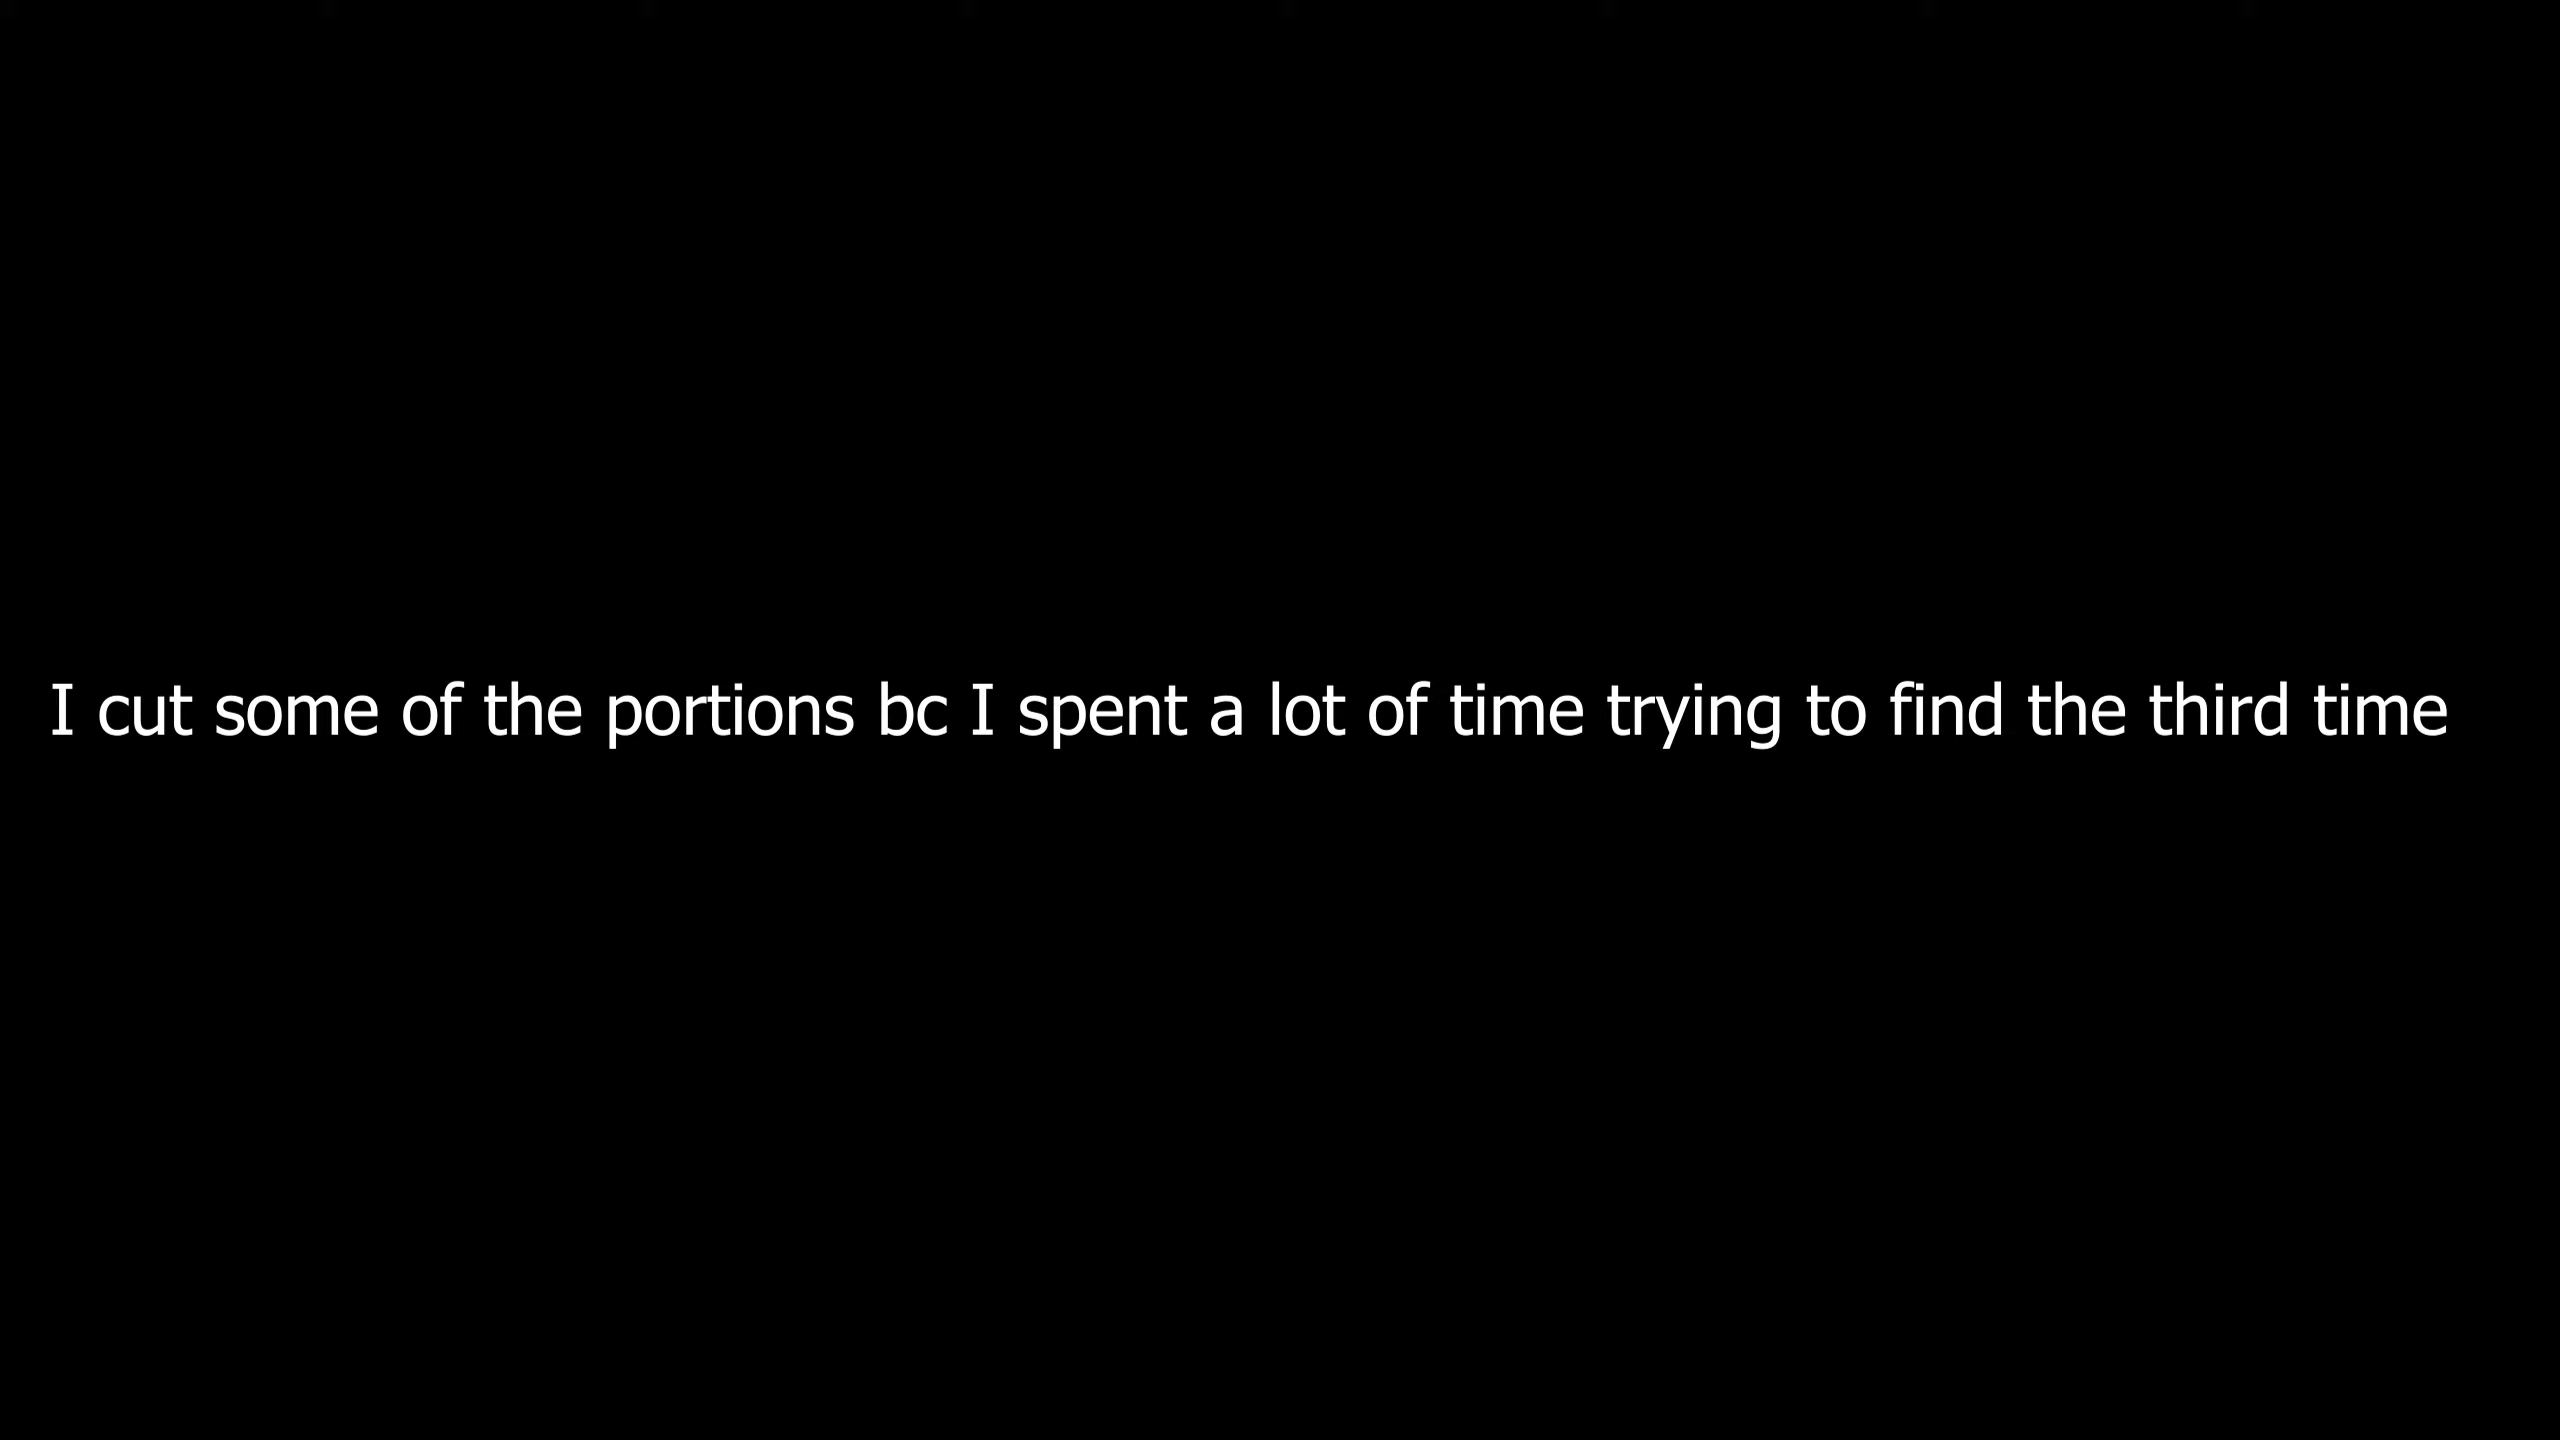 I cut some of the portions bc I spent a lot of time trying to find the third time